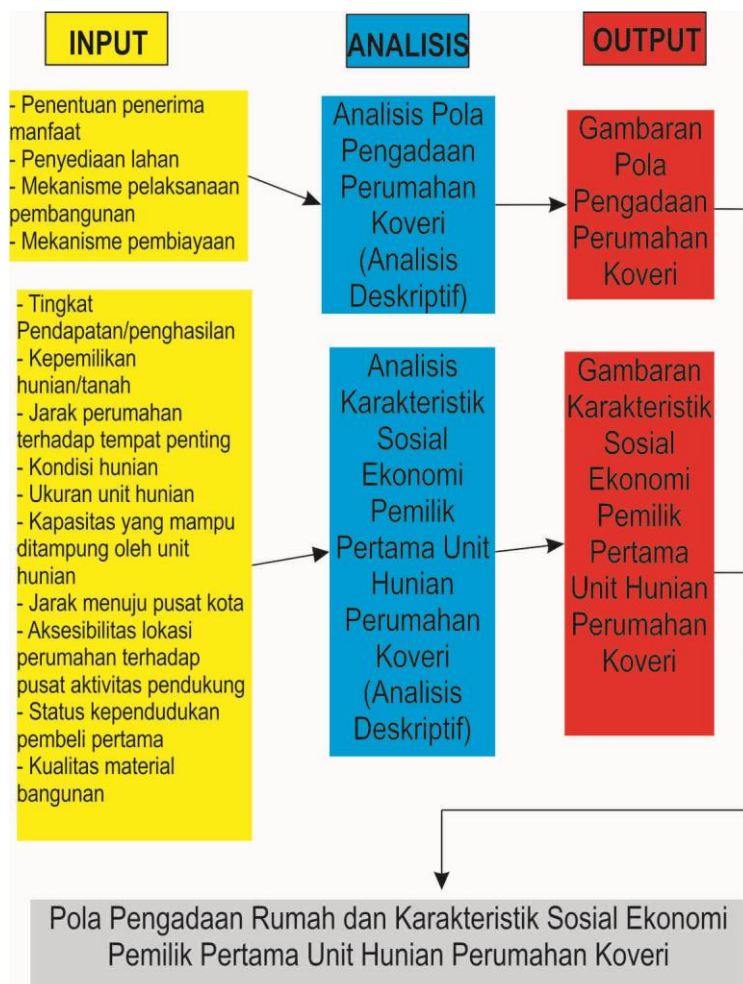 INPUT
ANALISIS
OUTPUT
- Penentuan penerima
manfaat
- Penyediaan lahan
- Mekanisme pelaksanaan
pembangunan
- Mekanisme pembiayaan
Analisis Pola
Pengadaan
Perumahan
Koveri
(Analisis
Deskriptif)
Gambaran
Pola
Pengadaan
Perumahan
Koveri
- Tingkat
Pendapatan/penghasilan
- Kepemilikan
hunian/tanah
- Jarak perumahan
terhadap tempat penting
- Kondisi hunian
- Ukuran unit hunian
- Kapasitas yang mampu
ditampung oleh unit
hunian
- Jarak menuju pusat kota
- Aksesibilitas lokasi
perumahan terhadap
pusat aktivitas pendukung
- Status kependudukan
pembeli pertama
- Kualitas material
bangunan
Analisis
Karakteristik
Sosial
Ekonomi
Pemilik
Pertama Unit
Hunian
Perumahan
Koveri
(Analisis
Deskriptif)
Gambaran
Karakteristik
Sosial
Ekonomi
Pemilik
Pertama
Unit Hunian
Perumahan
Koveri
Pola Pengadaan Rumah dan Karakteristik Sosial Ekonomi
Pemilik Pertama Unit Hunian Perumahan Koveri